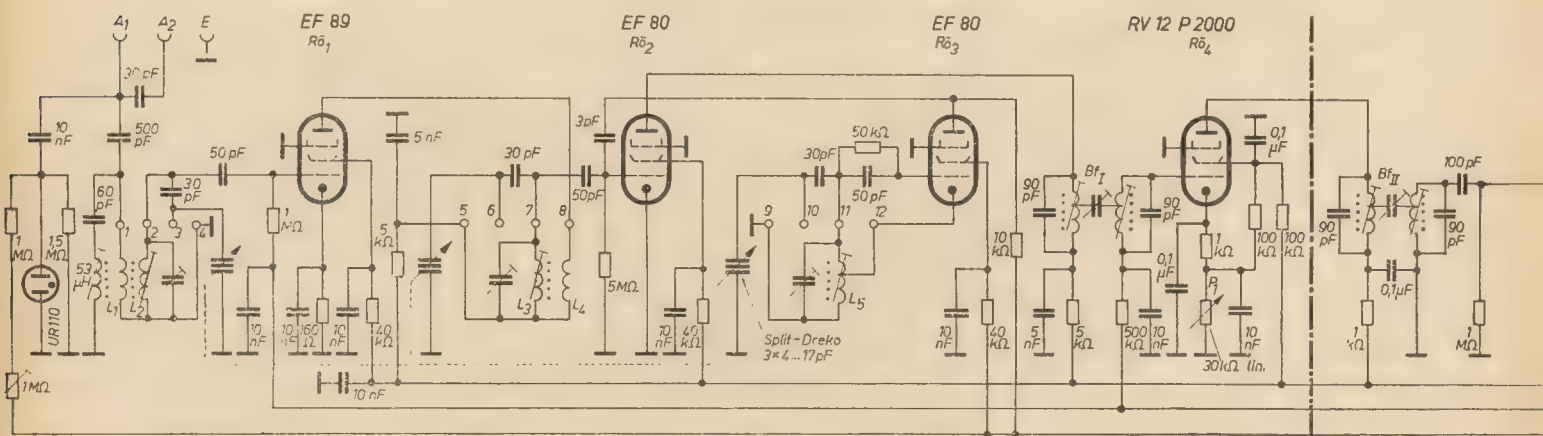 A1 A2 E
EF 89
Rö1
EF 80
Rö2
EF 80
Rö3
RV 12 P 2000
Rö4
30 pF
10 nF
500 pF
50 pF
30 pF
60 pF
1 MΩ
1,5 MΩ
53 µH
UR110
1 MΩ
L1
L2
1
2
3
4
1 MΩ
10 nF
10 nF
160 Ω
10 nF
40 kΩ
10 nF
5 nF
5 kΩ
30 pF
5
6
7
8
L3
L4
3pF
50pF
5MΩ
10 nF
40 kΩ
50 kΩ
30pF
50 pF
9
10
11
12
L5
Split-Dreko
3×4...17pF
10 kΩ
10 nF
40 kΩ
90 pF
BfI
90 pF
5 nF
5 kΩ
500 kΩ
10 nF
0,1 µF
1 kΩ
P1
30kΩ lin.
10 nF
100 kΩ
100 kΩ
0,1 µF
90 pF
BfII
90 pF
100 pF
0,1µF
1 kΩ
1 MΩ